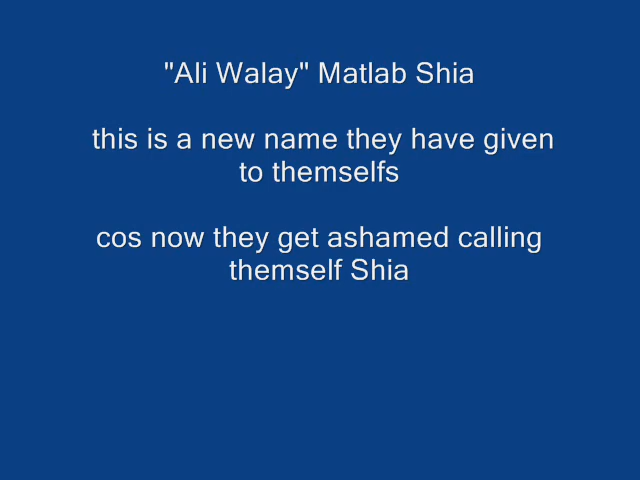 "Ali Walay" Matlab Shia
this is a new name they have given
to themselfs
cos now they get ashamed calling
themself Shia